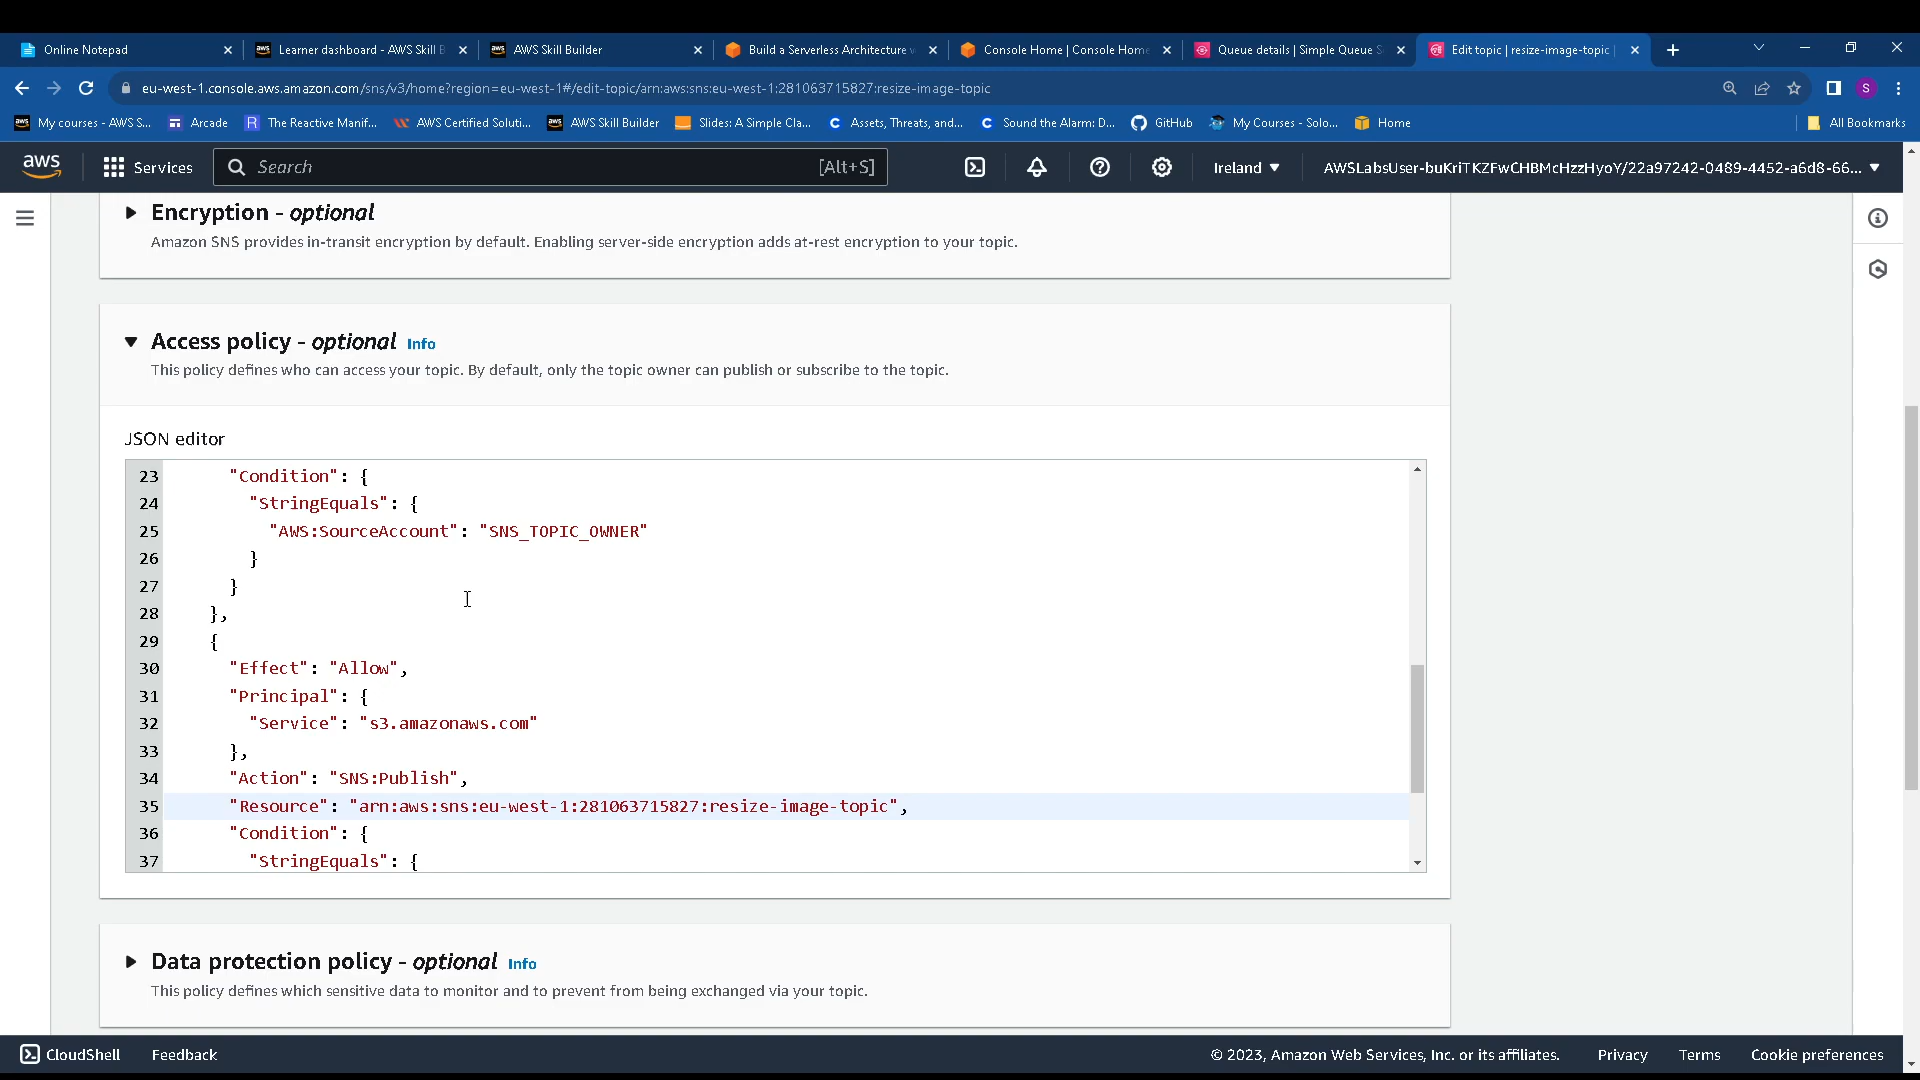 Online Notepad
Learner dashboard - AWS Skill B
AWS Skill Builder
Build a Serverless Architecture
Console Home | Console Home
Queue details | Simple Queue S
Edit topic | resize-image-topic |
eu-west-1.console.aws.amazon.com/sns/v3/home?region=eu-west-1#/edit-topic/arn:aws:sns:eu-west-1:281063715827:resize-image-topic
S
My courses - AWS S...
Arcade
The Reactive Manif...
AWS Certified Soluti...
AWS Skill Builder
Slides: A Simple Cla...
Assets, Threats, and...
Sound the Alarm: D...
GitHub
My Courses - Solo...
Home
All Bookmarks
aws
Services
Search
[Alt+S]
Ireland
AWSLabsUser-buKriTKZFwCHBMcHzzHyoY/22a97242-0489-4452-a6d8-66...
Encryption - optional
Amazon SNS provides in-transit encryption by default. Enabling server-side encryption adds at-rest encryption to your topic.
Access policy - optional Info
This policy defines who can access your topic. By default, only the topic owner can publish or subscribe to the topic.
JSON editor
23 "Condition": {
24 "StringEquals": {
25 "AWS:SourceAccount": "SNS_TOPIC_OWNER"
26 }
27 }
28 },
29 {
30 "Effect": "Allow",
31 "Principal": {
32 "Service": "s3.amazonaws.com"
33 },
34 "Action": "SNS:Publish",
35 "Resource": "arn:aws:sns:eu-west-1:281063715827:resize-image-topic",
36 "Condition": {
37 "StringEquals": {
Data protection policy - optional Info
This policy defines which sensitive data to monitor and to prevent from being exchanged via your topic.
CloudShell
Feedback
© 2023, Amazon Web Services, Inc. or its affiliates.
Privacy
Terms
Cookie preferences